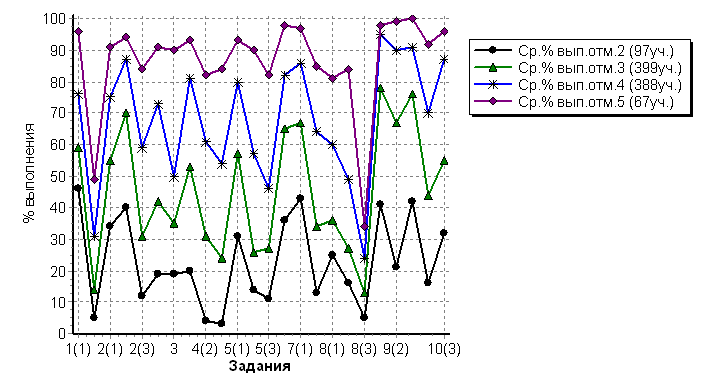 100
90
80
70
60
50
40
30
20
10
0
% выполнения
1(1) 2(1) 2(3) 3 4(2) 5(1) 5(3) 7(1) 8(1) 8(3) 9(2) 10(3)
Задания
Ср.% вып.отм.2 (97уч.)
Ср.% вып.отм.3 (399уч.)
Ср.% вып.отм.4 (388уч.)
Ср.% вып.отм.5 (67уч.)